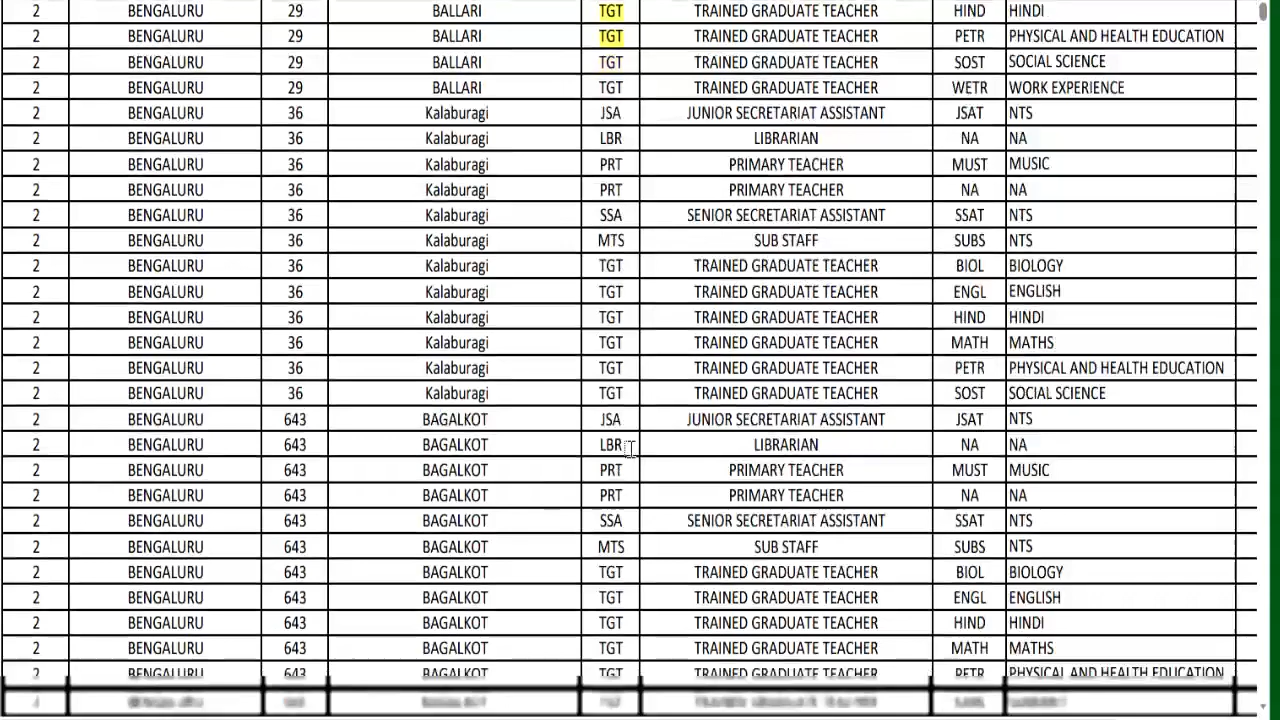 2 BENGALURU 29 BALLARI TGT TRAINED GRADUATE TEACHER HIND HINDI
2 BENGALURU 29 BALLARI TGT TRAINED GRADUATE TEACHER PETR PHYSICAL AND HEALTH EDUCATION
2 BENGALURU 29 BALLARI TGT TRAINED GRADUATE TEACHER SOST SOCIAL SCIENCE
2 BENGALURU 29 BALLARI TGT TRAINED GRADUATE TEACHER WETR WORK EXPERIENCE
2 BENGALURU 36 Kalaburagi JSA JUNIOR SECRETARIAT ASSISTANT JSAT NTS
2 BENGALURU 36 Kalaburagi LBR LIBRARIAN NA NA
2 BENGALURU 36 Kalaburagi PRT PRIMARY TEACHER MUST MUSIC
2 BENGALURU 36 Kalaburagi PRT PRIMARY TEACHER NA NA
2 BENGALURU 36 Kalaburagi SSA SENIOR SECRETARIAT ASSISTANT SSAT NTS
2 BENGALURU 36 Kalaburagi MTS SUB STAFF SUBS NTS
2 BENGALURU 36 Kalaburagi TGT TRAINED GRADUATE TEACHER BIOL BIOLOGY
2 BENGALURU 36 Kalaburagi TGT TRAINED GRADUATE TEACHER ENGL ENGLISH
2 BENGALURU 36 Kalaburagi TGT TRAINED GRADUATE TEACHER HIND HINDI
2 BENGALURU 36 Kalaburagi TGT TRAINED GRADUATE TEACHER MATH MATHS
2 BENGALURU 36 Kalaburagi TGT TRAINED GRADUATE TEACHER PETR PHYSICAL AND HEALTH EDUCATION
2 BENGALURU 36 Kalaburagi TGT TRAINED GRADUATE TEACHER SOST SOCIAL SCIENCE
2 BENGALURU 643 BAGALKOT JSA JUNIOR SECRETARIAT ASSISTANT JSAT NTS
2 BENGALURU 643 BAGALKOT LBR LIBRARIAN NA NA
2 BENGALURU 643 BAGALKOT PRT PRIMARY TEACHER MUST MUSIC
2 BENGALURU 643 BAGALKOT PRT PRIMARY TEACHER NA NA
2 BENGALURU 643 BAGALKOT SSA SENIOR SECRETARIAT ASSISTANT SSAT NTS
2 BENGALURU 643 BAGALKOT MTS SUB STAFF SUBS NTS
2 BENGALURU 643 BAGALKOT TGT TRAINED GRADUATE TEACHER BIOL BIOLOGY
2 BENGALURU 643 BAGALKOT TGT TRAINED GRADUATE TEACHER ENGL ENGLISH
2 BENGALURU 643 BAGALKOT TGT TRAINED GRADUATE TEACHER HIND HINDI
2 BENGALURU 643 BAGALKOT TGT TRAINED GRADUATE TEACHER MATH MATHS
2 BENGALURU 643 BAGALKOT TGT TRAINED GRADUATE TEACHER PETR PHYSICAL AND HEALTH EDUCATION